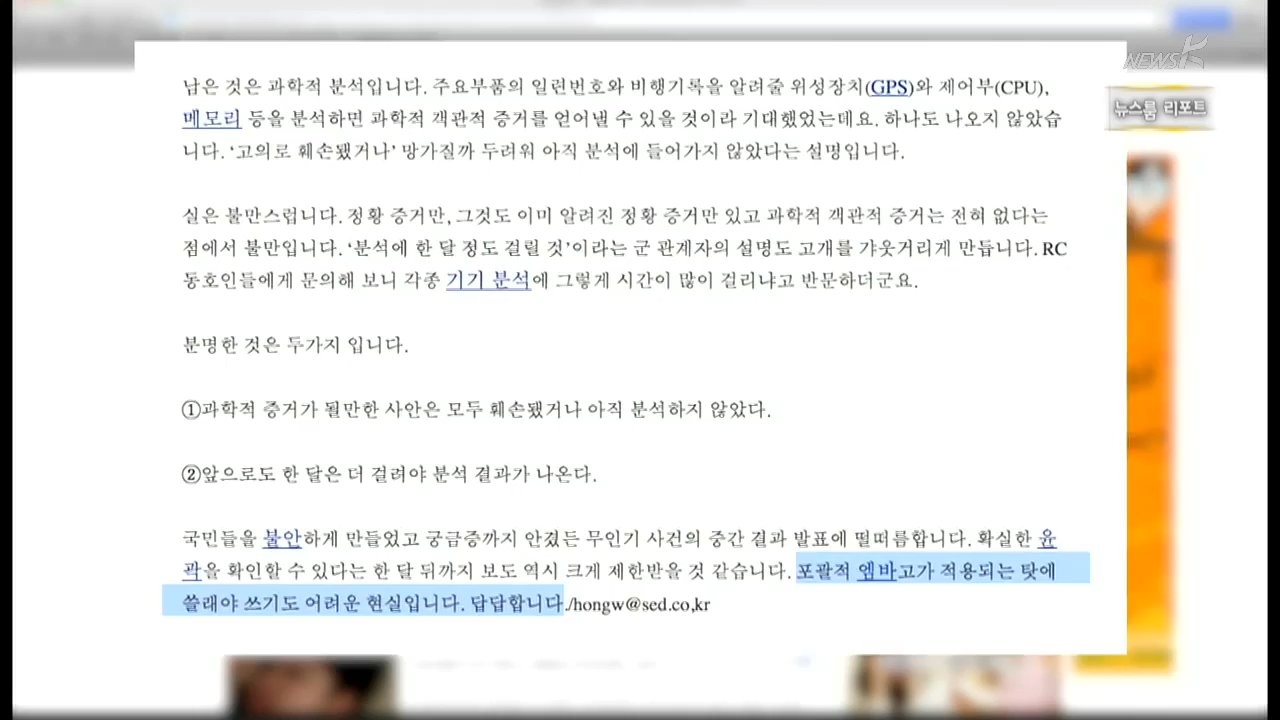 NEWS K
뉴스룸 리포트
남은 것은 과학적 분석입니다. 주요부품의 일련번호와 비행기록을 알려줄 위성장치(GPS)와 제어부(CPU),
메모리 등을 분석하면 과학적 객관적 증거를 얻어낼 수 있을 것이라 기대했었는데요. 하나도 나오지 않았습
니다. ‘고의로 훼손됐거나’ 망가질까 두려워 아직 분석에 들어가지 않았다는 설명입니다.
실은 불만스럽니다. 정황 증거만, 그것도 이미 알려진 정황 증거만 있고 과학적 객관적 증거는 전혀 없다는
점에서 불만입니다. ‘분석에 한 달 정도 걸릴 것’이라는 군 관계자의 설명도 고개를 갸웃거리게 만듭니다. RC
동호인들에게 문의해 보니 각종 기기 분석에 그렇게 시간이 많이 걸리냐고 반문하더군요.
분명한 것은 두가지 입니다.
①과학적 증거가 될만한 사안은 모두 훼손됐거나 아직 분석하지 않았다.
②앞으로도 한 달은 더 걸려야 분석 결과가 나온다.
국민들을 불안하게 만들었고 궁금증까지 안겼든 무인기 사건의 중간 결과 발표에 떨떠름합니다. 확실한 윤
곽을 확인할 수 있다는 한 달 뒤까지 보도 역시 크게 제한받을 것 같습니다. 포괄적 엠바고가 적용되는 탓에
쓸래야 쓰기도 어려운 현실입니다. 답답합니다./hongw@sed.co,kr